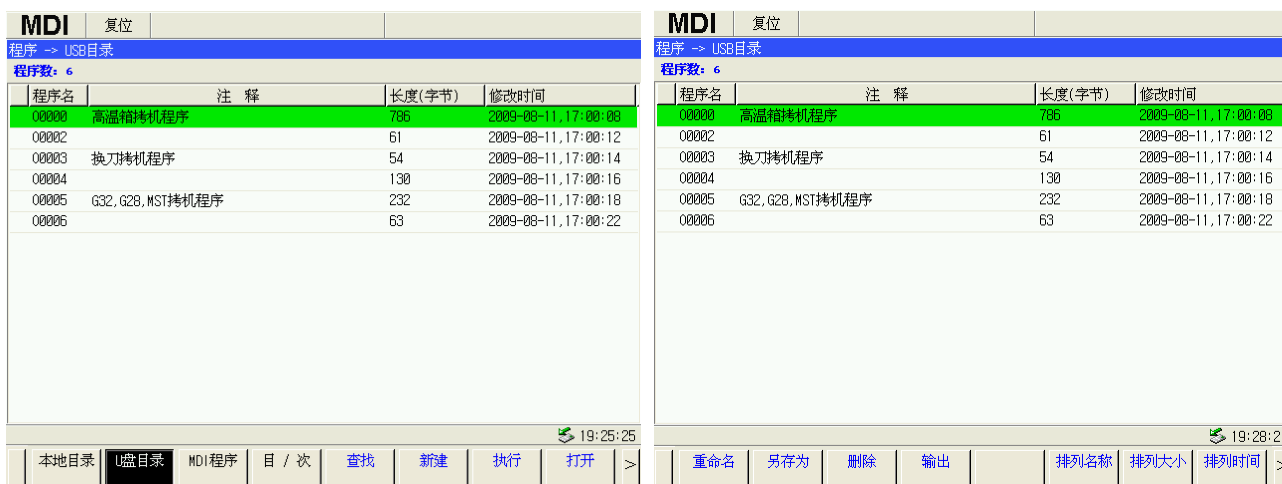 MDI 复位
程序 -> USB目录
程序数: 6
程序名 注 释 长度(字节) 修改时间
O0000 高温箱拷机程序 786 2009-08-11,17:00:08
O0002 61 2009-08-11,17:00:12
O0003 换刀拷机程序 54 2009-08-11,17:00:14
O0004 130 2009-08-11,17:00:16
O0005 G32,G28,MST拷机程序 232 2009-08-11,17:00:18
O0006 63 2009-08-11,17:00:22
19:25:25
本地目录 U盘目录 MDI程序 目 / 次 查找 新建 执行 打开 >
MDI 复位
程序 -> USB目录
程序数: 6
程序名 注 释 长度(字节) 修改时间
O0000 高温箱拷机程序 786 2009-08-11,17:00:08
O0002 61 2009-08-11,17:00:12
O0003 换刀拷机程序 54 2009-08-11,17:00:14
O0004 130 2009-08-11,17:00:16
O0005 G32,G28,MST拷机程序 232 2009-08-11,17:00:18
O0006 63 2009-08-11,17:00:22
19:28:2
重命名 另存为 删除 输出 排列名称 排列大小 排列时间 >